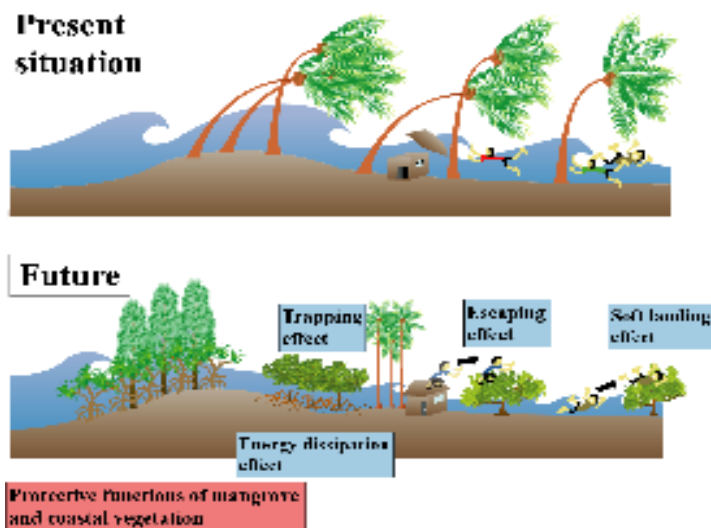 Present
situation
Future
Trapping
effect
Escaping
effect
Soft landing
effect
Energy dissipation
effect
Protective functions of mangrove
and coastal vegetation